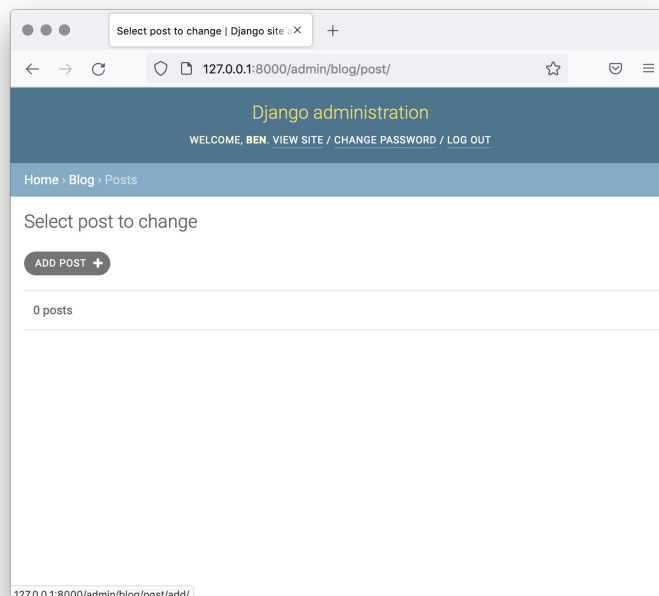 Select post to change | Django site a
127.0.0.1:8000/admin/blog/post/
Django administration
WELCOME, BEN. VIEW SITE / CHANGE PASSWORD / LOG OUT
Home › Blog › Posts
Select post to change
ADD POST
0 posts
127.0.0.1:8000/admin/blog/post/add/